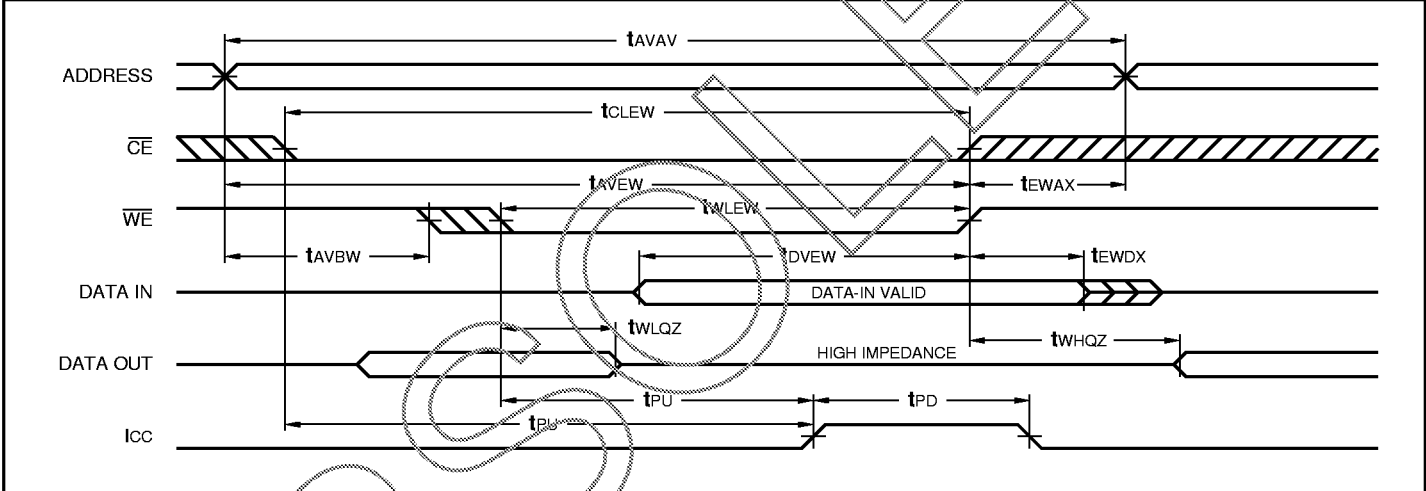 tAVAV
ADDRESS
tCLEW
CE
tAVEW
tEWAX
WE
tWLEW
tAVBW
tDVEW
tEWDX
DATA IN
DATA-IN VALID
tWLQZ
tWHQZ
DATA OUT
HIGH IMPEDANCE
tPU
tPD
tPU
ICC